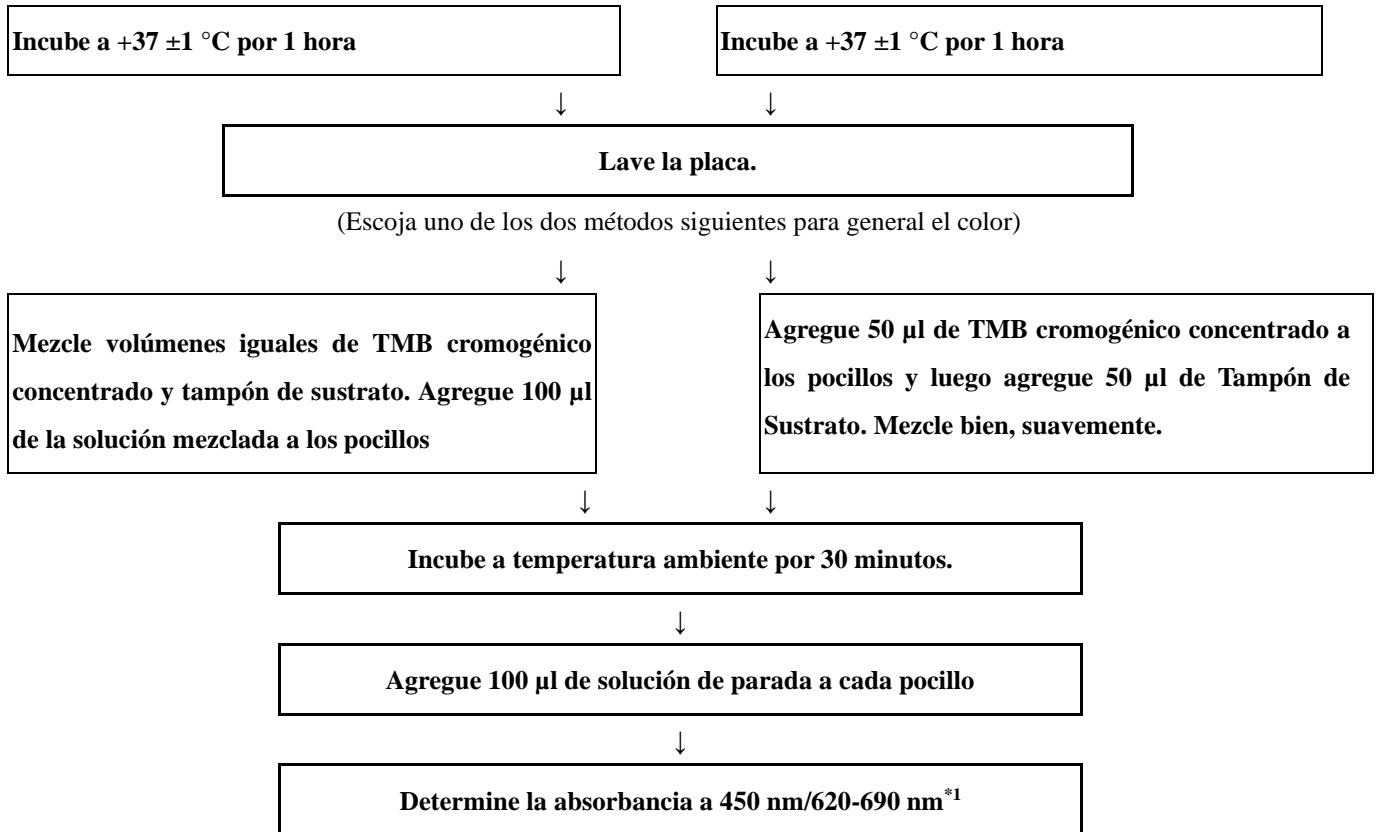 Incube a +37 ±1 °C por 1 hora
Incube a +37 ±1 °C por 1 hora
↓ ↓
Lave la placa.
(Escoja uno de los dos métodos siguientes para general el color)
↓ ↓
Mezcle volúmenes iguales de TMB cromogénico
concentrado y tampón de sustrato. Agregue 100 µl
de la solución mezclada a los pocillos
Agregue 50 µl de TMB cromogénico concentrado a
los pocillos y luego agregue 50 µl de Tampón de
Sustrato. Mezcle bien, suavemente.
↓ ↓
Incube a temperatura ambiente por 30 minutos.
↓
Agregue 100 µl de solución de parada a cada pocillo
↓
Determine la absorbancia a 450 nm/620-690 nm*1